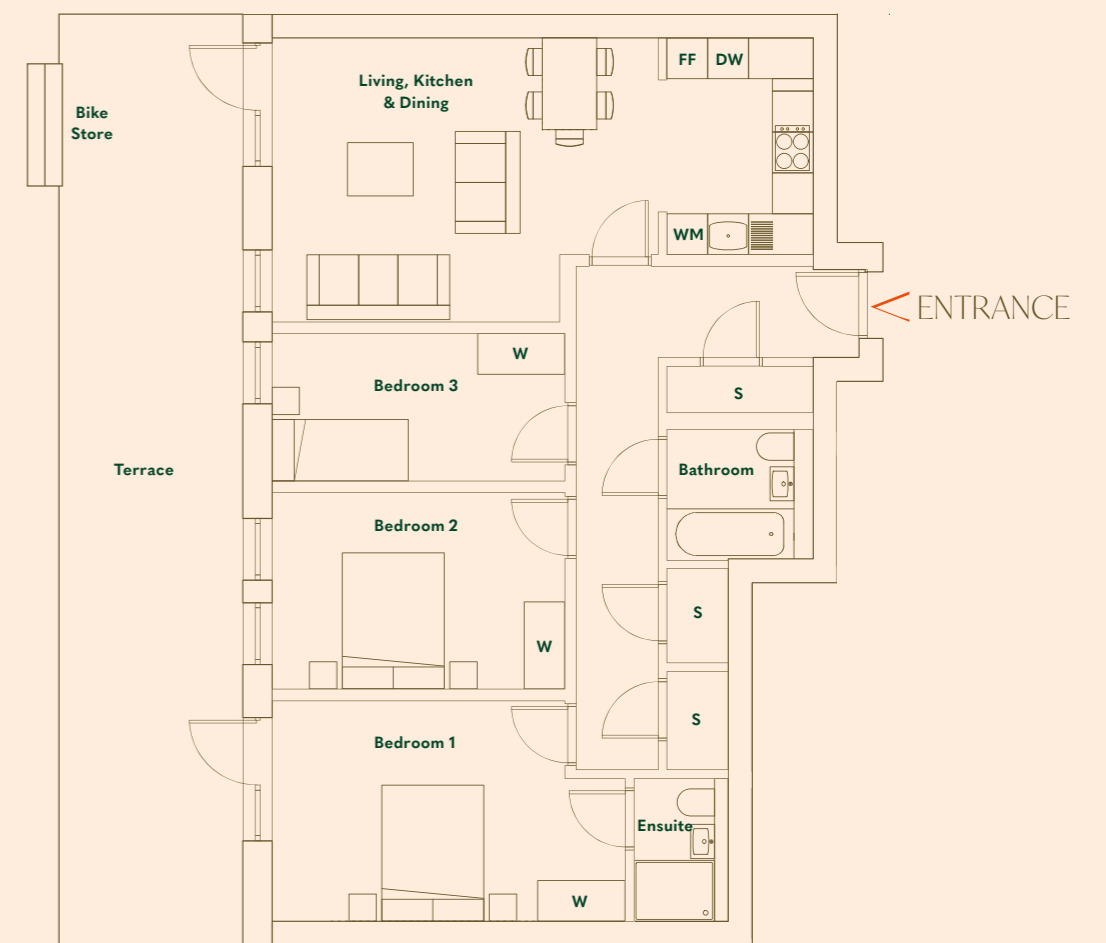 Living, Kitchen
& Dining
FF
DW
Bike
Store
WM
ENTRANCE
W
Bedroom 3
S
Terrace
Bathroom
Bedroom 2
S
W
S
Bedroom 1
Ensuite
W